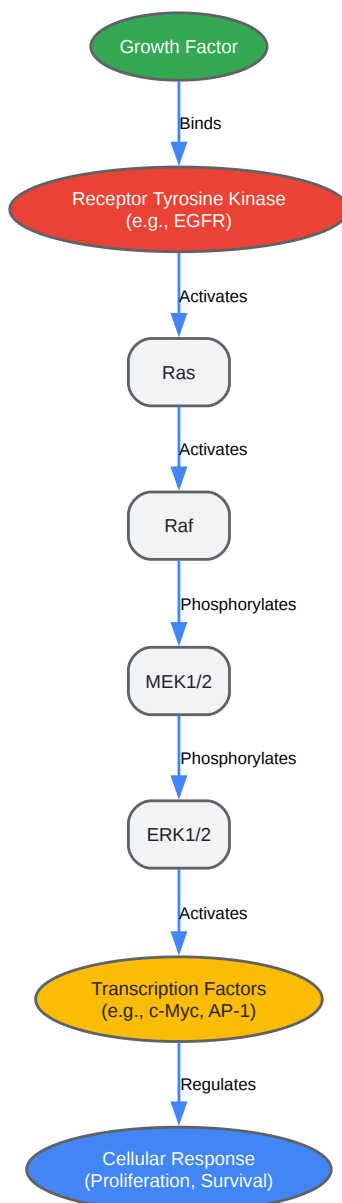 Growth Factor
Binds
Receptor Tyrosine Kinase
(e.g., EGFR)
Activates
Ras
Activates
Raf
Phosphorylates
MEK1/2
Phosphorylates
ERK1/2
Activates
Transcription Factors
(e.g., c-Myc, AP-1)
Regulates
Cellular Response
(Proliferation, Survival)